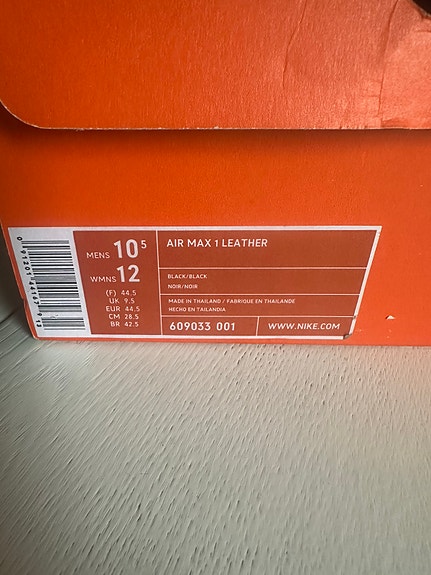 MENS 10 5
WMNS 12
(F) 44.5
UK 9.5
EUR 44.5
CM 28.5
BR 42.5
AIR MAX 1 LEATHER
BLACK/BLACK
NOIR/NOIR
MADE IN THAILAND / FABRIQUE EN THAILANDE
HECHO EN TAILANDIA
609033 001
WWW.NIKE.COM